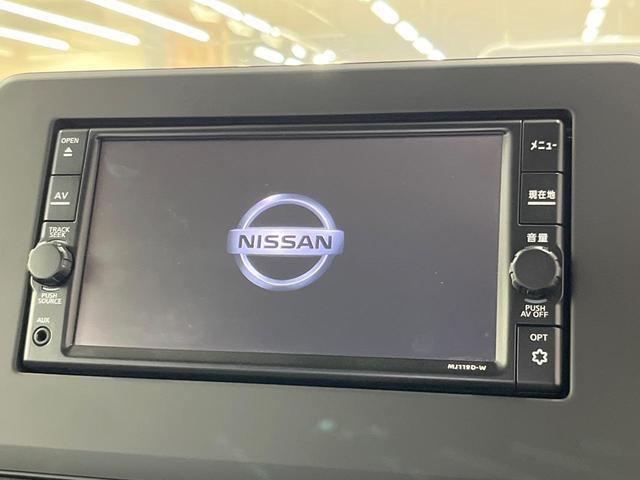 OPEN
AV
TRACK
SEEK
PUSH
SOURCE
AUX
NISSAN
メニュー
現在地
音量
PUSH
AV OFF
OPT
MJ119D-W